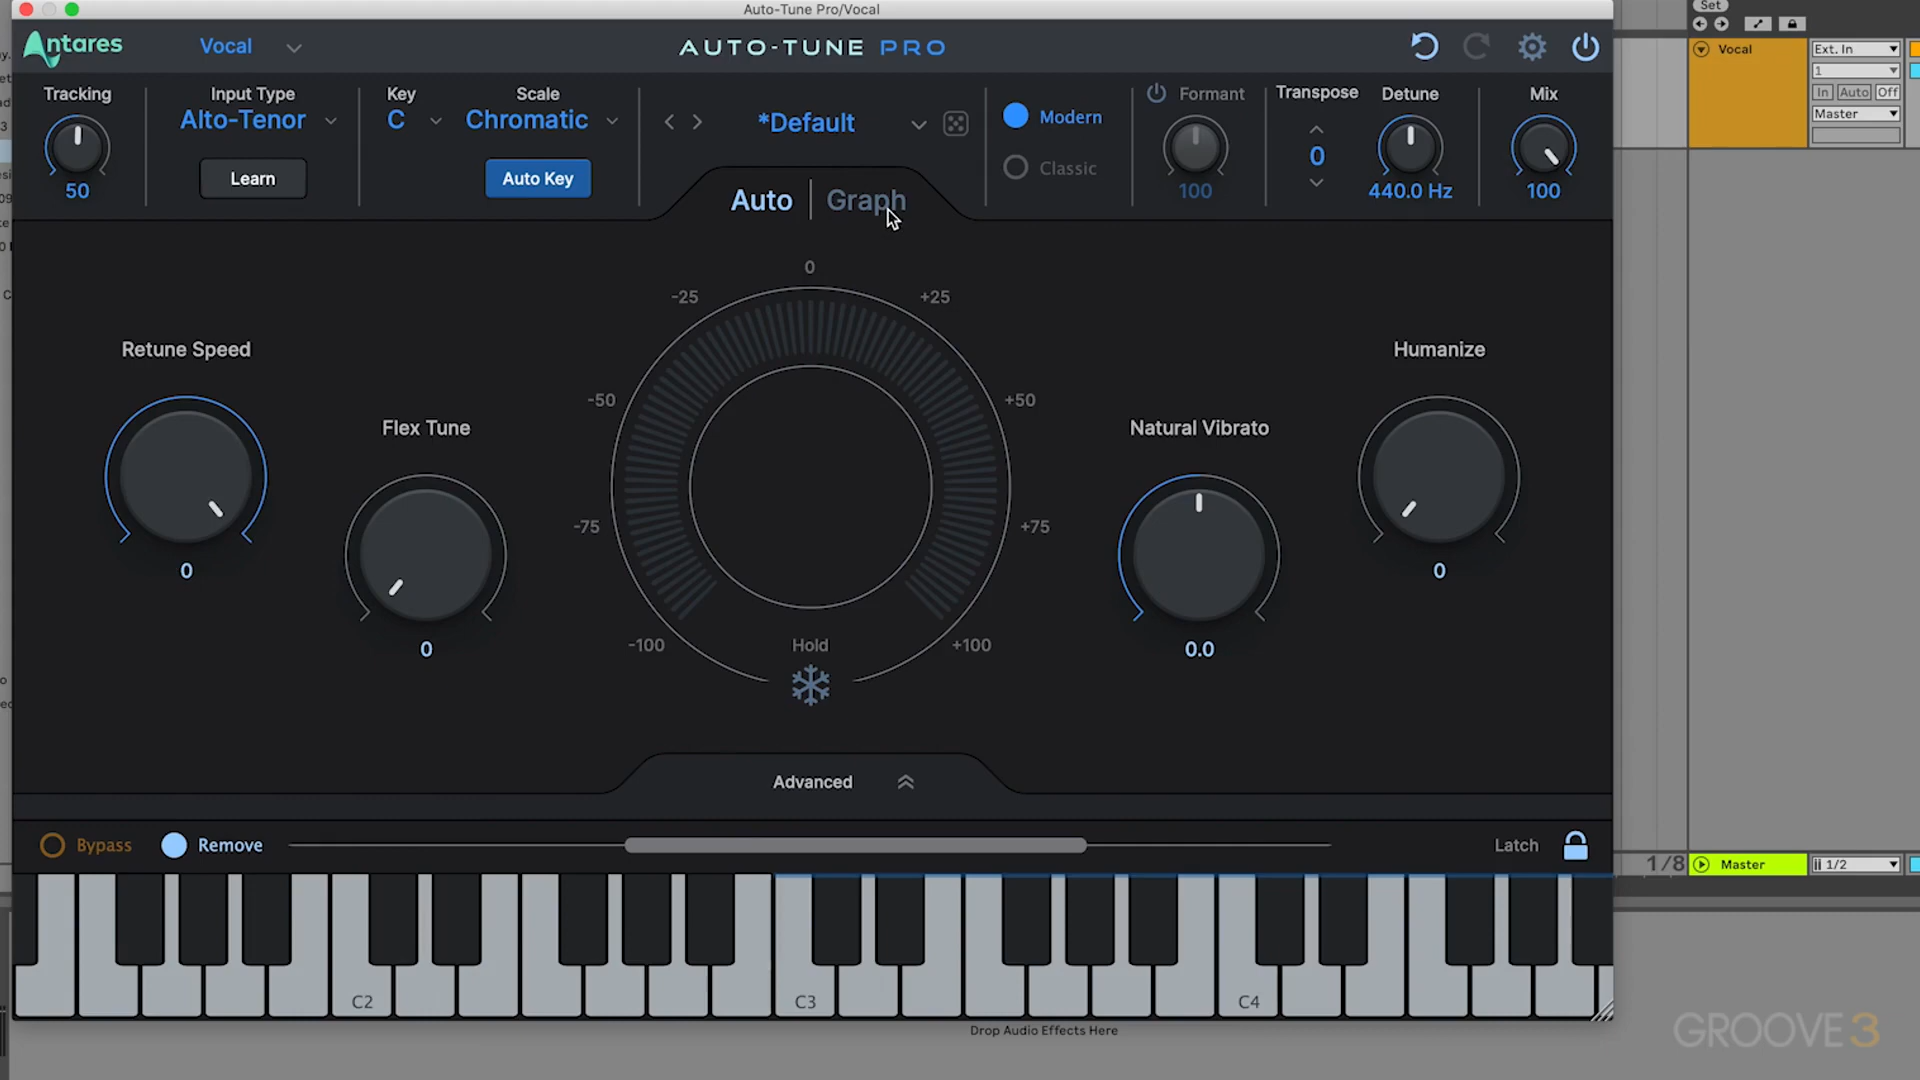 Auto-Tune Pro/Vocal
Set
Antares
Vocal
AUTO-TUNE PRO
Vocal
Ext. In
1
In Auto Off
Master
Tracking
50
Input Type
Alto-Tenor
Learn
Key
C
Scale
Chromatic
Auto Key
*Default
Modern
Classic
Formant
100
Transpose
0
Detune
440.0 Hz
Mix
100
Auto | Graph
0
-25
+25
-50
+50
-75
+75
-100
+100
Hold
Retune Speed
0
Flex Tune
0
Natural Vibrato
0.0
Humanize
0
Advanced
Bypass
Remove
Latch
1/8
Master
1/2
C2
C3
C4
Drop Audio Effects Here
GROOVE3